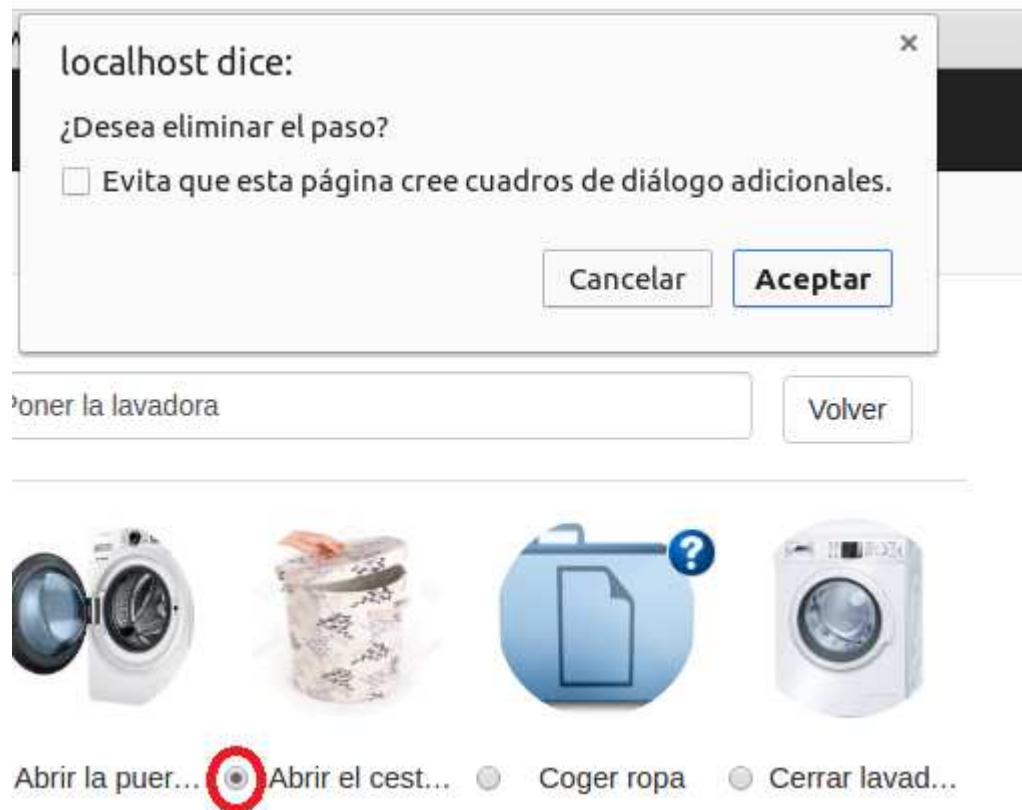 localhost dice:
¿Desea eliminar el paso?
Evita que esta página cree cuadros de diálogo adicionales.
Cancelar Aceptar
Poner la lavadora Volver
?
Abrir la puer... Abrir el cest... Coger ropa Cerrar lavad...